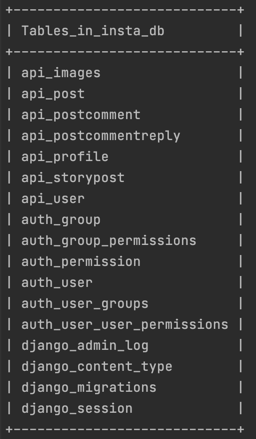 +----------------------------+
| Tables_in_insta_db         |
+----------------------------+
| api_images                 |
| api_post                   |
| api_postcomment            |
| api_postcommentreply       |
| api_profile                |
| api_storypost              |
| api_user                   |
| auth_group                 |
| auth_group_permissions     |
| auth_permission            |
| auth_user                  |
| auth_user_groups           |
| auth_user_user_permissions |
| django_admin_log           |
| django_content_type        |
| django_migrations          |
| django_session             |
+----------------------------+